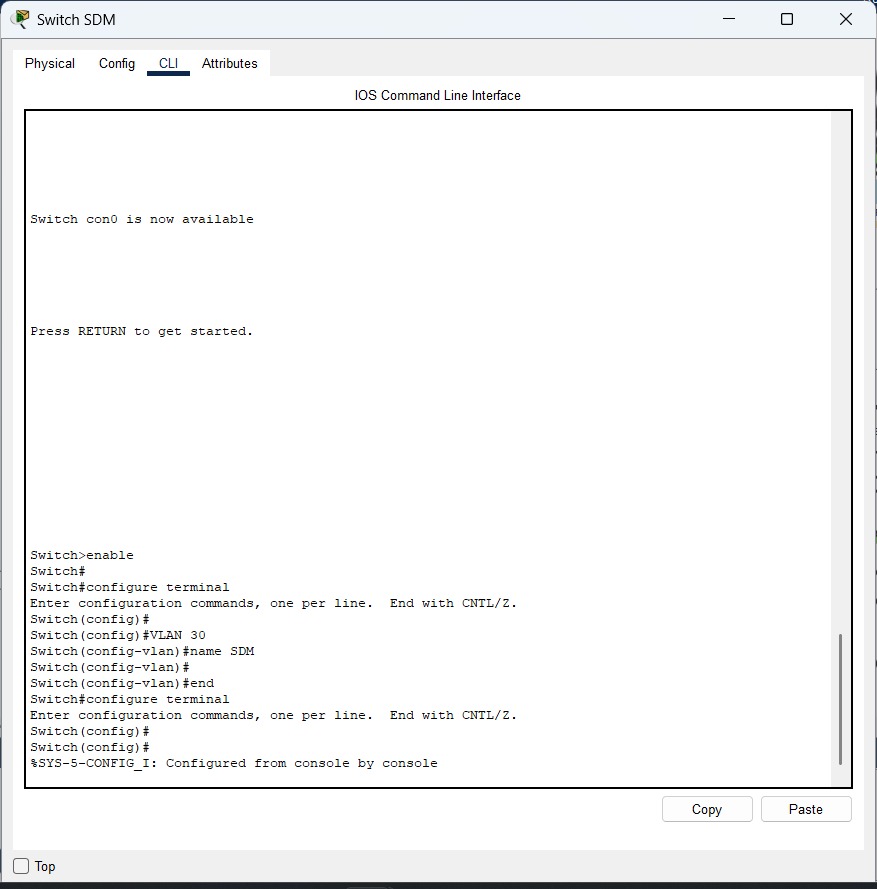 Switch SDM
Physical Config CLI Attributes
IOS Command Line Interface
Switch con0 is now available
Press RETURN to get started.
Switch>enable
Switch#
Switch#configure terminal
Enter configuration commands, one per line.  End with CNTL/Z.
Switch(config)#
Switch(config)#VLAN 30
Switch(config-vlan)#name SDM
Switch(config-vlan)#
Switch(config-vlan)#end
Switch#configure terminal
Enter configuration commands, one per line.  End with CNTL/Z.
Switch(config)#
Switch(config)#
%SYS-5-CONFIG_I: Configured from console by console
Copy Paste
Top